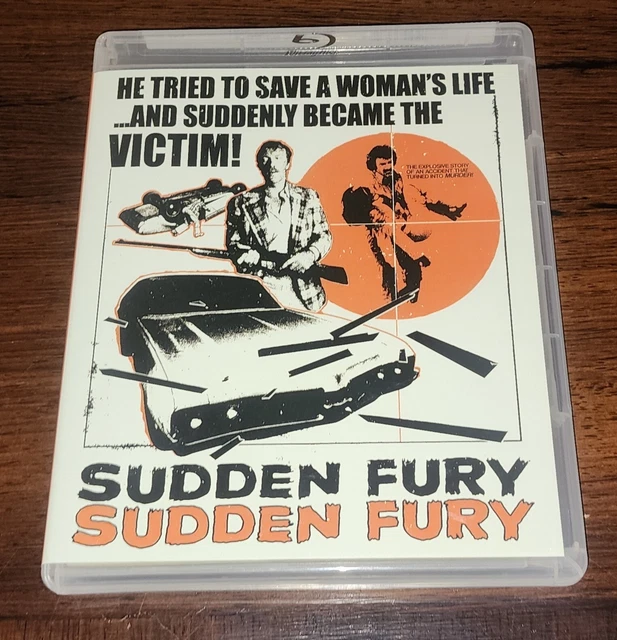 HE TRIED TO SAVE A WOMAN'S LIFE
...AND SUDDENLY BECAME THE
VICTIM!
THE EXPLOSIVE STORY
OF AN ACCIDENT THAT
TURNED INTO MURDER!
SUDDEN FURY
SUDDEN FURY